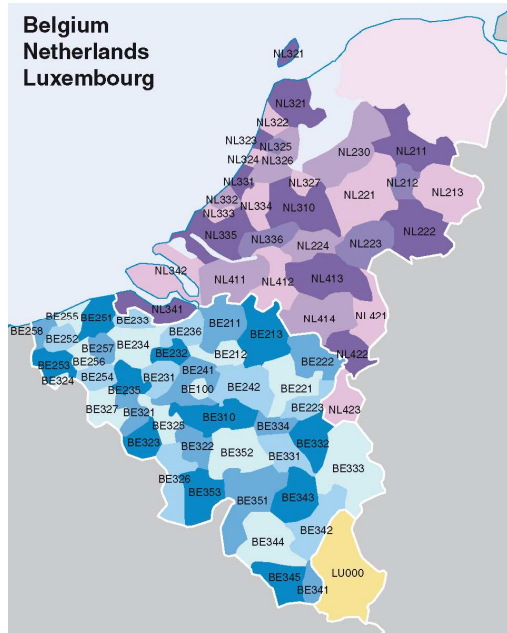 Belgium
Netherlands
Luxembourg
NL321
NL321
NL322
NL323
NL325
NL324
NL326
NL230
NL211
NL331
NL327
NL212
NL213
NL332
NL334
NL310
NL221
NL333
NL335
NL336
NL224
NL223
NL222
NL342
NL411
NL412
NL413
NL341
NL414
NL421
NL422
NL423
BE255
BE251
BE233
BE211
BE258
BE252
BE236
BE213
BE257
BE234
BE232
BE212
BE222
BE253
BE256
BE324
BE254
BE231
BE241
BE235
BE100
BE242
BE221
BE327
BE321
BE310
BE223
BE325
BE334
BE323
BE322
BE352
BE331
BE332
BE333
BE326
BE353
BE351
BE343
BE342
BE344
LU000
BE345
BE341